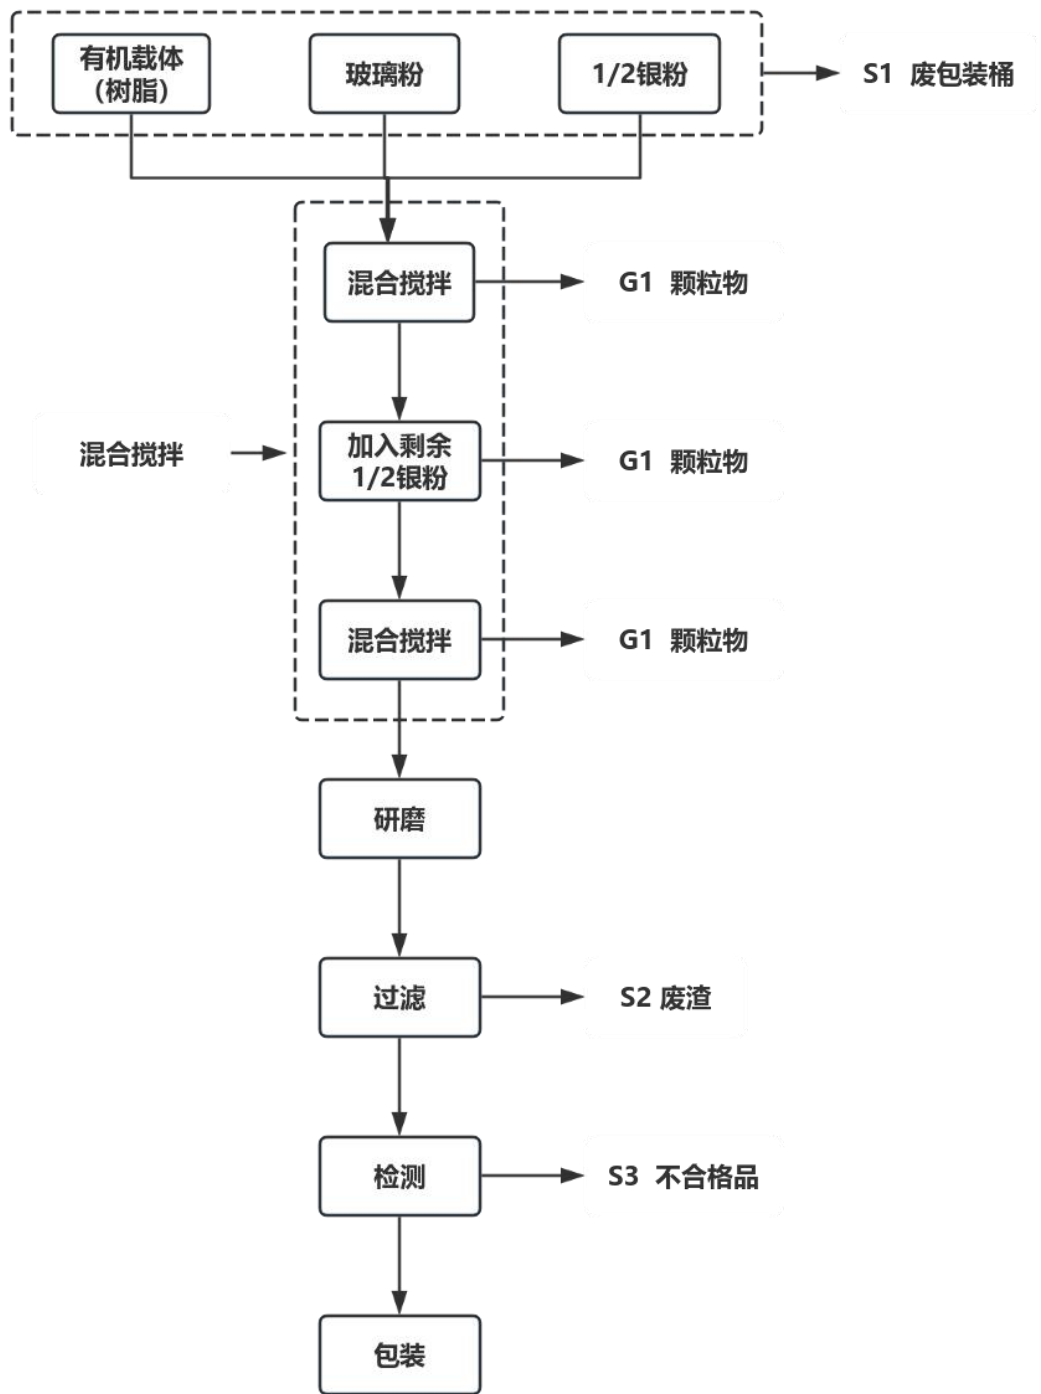 有机载体
（树脂）
玻璃粉
1/2银粉
S1 废包装桶
混合搅拌
G1 颗粒物
混合搅拌
加入剩余
1/2银粉
G1 颗粒物
混合搅拌
G1 颗粒物
研磨
过滤
S2 废渣
检测
S3 不合格品
包装